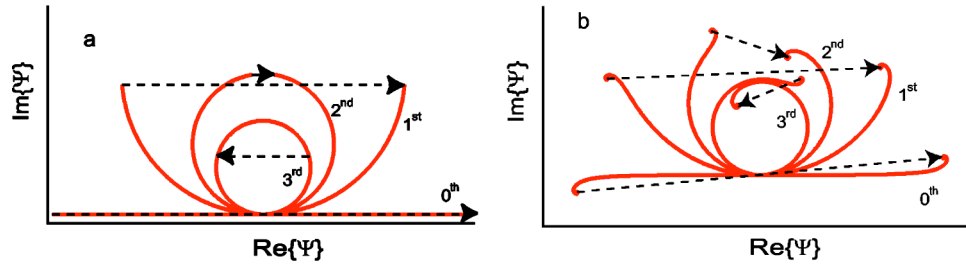 a
Im{Ψ}
2nd
1st
3rd
0th
Re{Ψ}
b
Im{Ψ}
2nd
1st
3rd
0th
Re{Ψ}